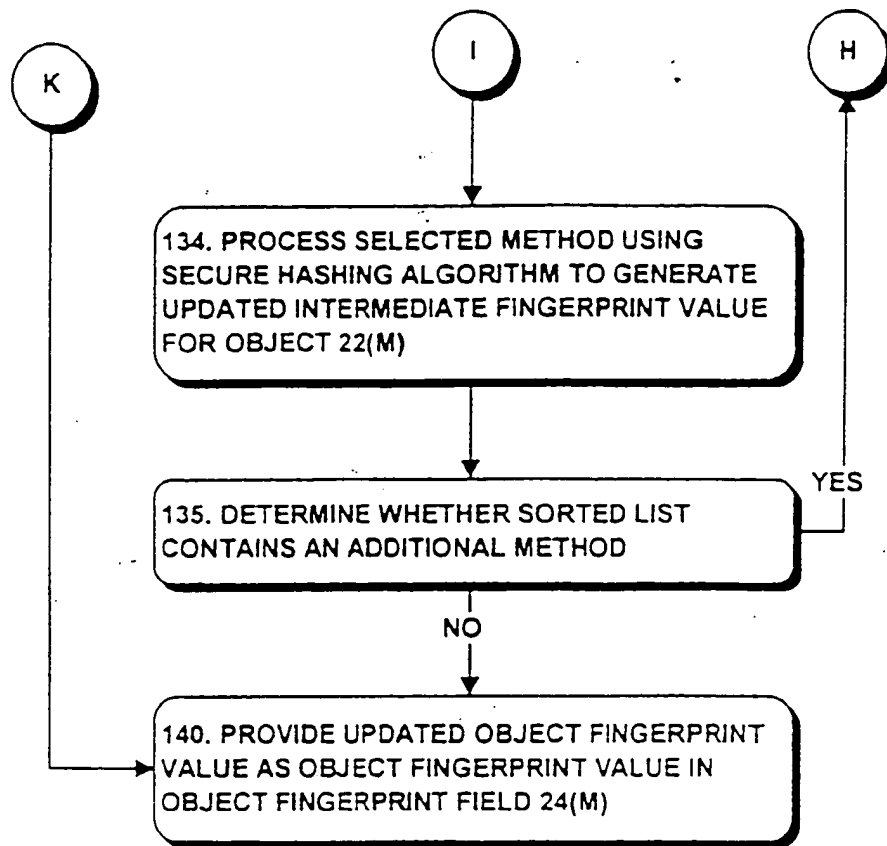 K
I
H
134. PROCESS SELECTED METHOD USING
SECURE HASHING ALGORITHM TO GENERATE
UPDATED INTERMEDIATE FINGERPRINT VALUE
FOR OBJECT 22(M)
YES
135. DETERMINE WHETHER SORTED LIST
CONTAINS AN ADDITIONAL METHOD
NO
140. PROVIDE UPDATED OBJECT FINGERPRINT
VALUE AS OBJECT FINGERPRINT VALUE IN
OBJECT FINGERPRINT FIELD 24(M)